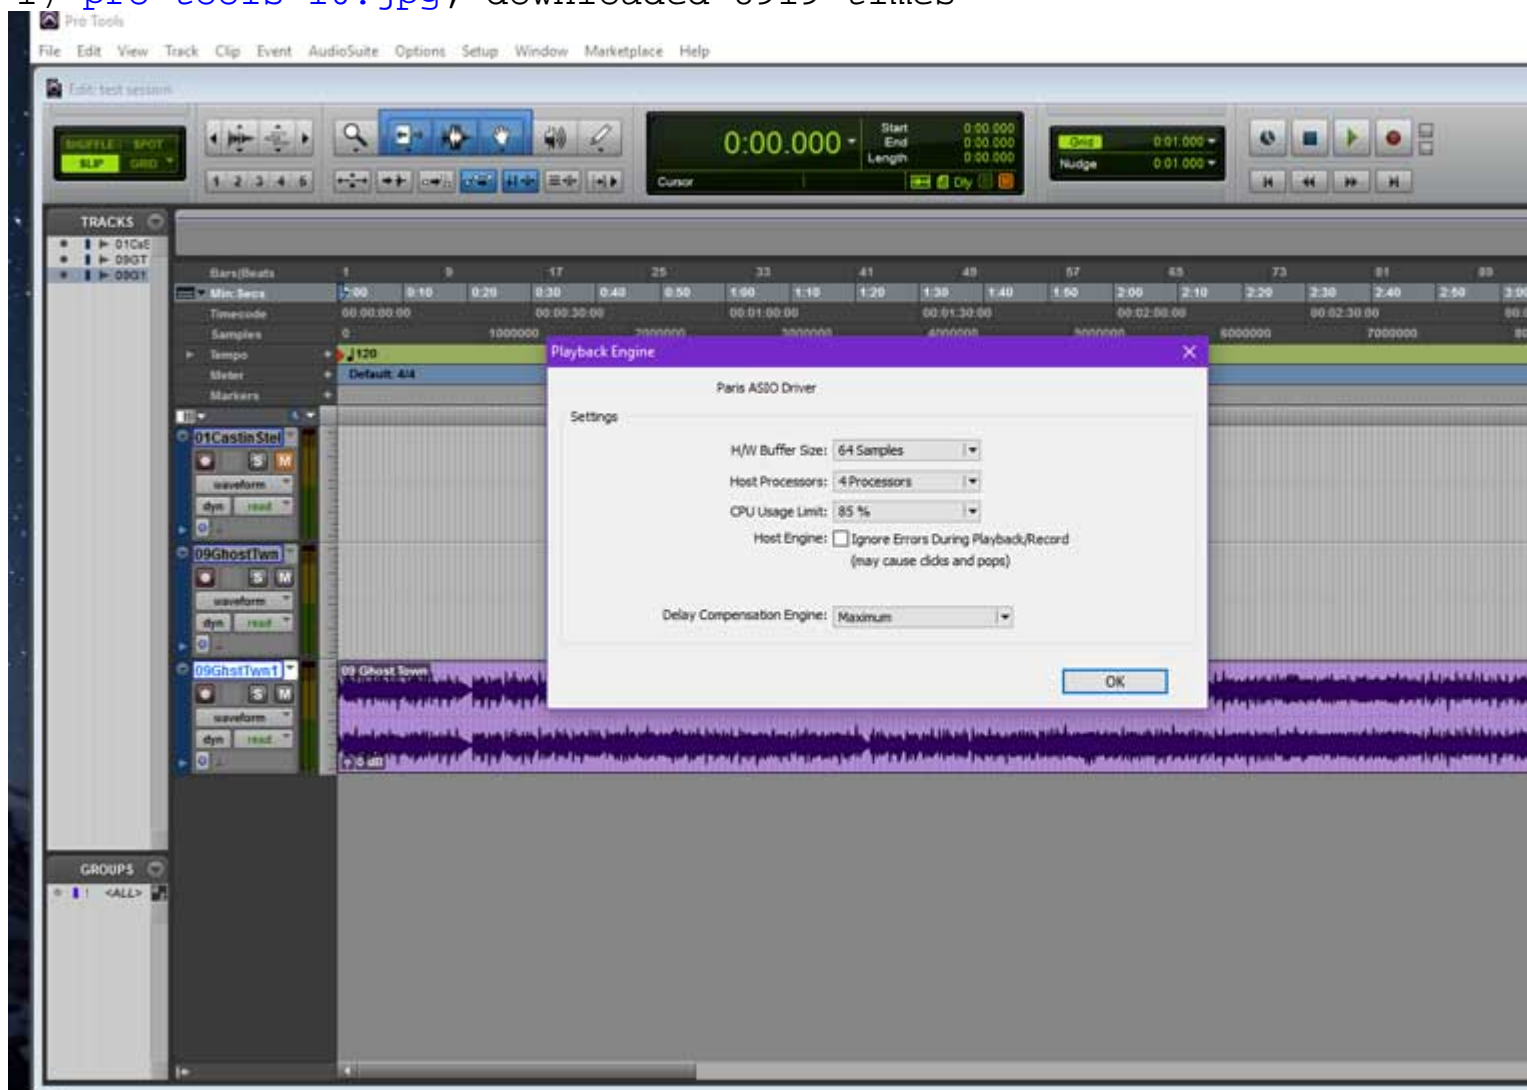 Pro Tools
File Edit View Track Clip Event AudioSuite Options Setup Window Marketplace Help
Edit: test session
SHUFFLE SPOT
SLIP GRID
1 2 3 4 5
0:00.000
Start 0:00.000
End 0:00.000
Length 0:00.000
Cursor
Dly
Grid 0:01.000
Nudge 0:01.000
TRACKS
Bars|Beats 1 9 17 25 33 41 49 57 65 73 81 89
Min:Secs 0:10 0:20 0:30 0:40 0:50 1:00 1:10 1:20 1:30 1:40 1:50 2:00 2:10 2:20 2:30 2:40 2:50
Timecode 00:00:00:00 00:00:30:00 00:01:00:00 00:01:30:00 00:02:00:00 00:02:30:00
Samples 0 1000000 2000000 3000000 4000000 5000000 6000000 7000000
Tempo 120
Meter Default: 4/4
Markers
Playback Engine
Paris ASIO Driver
Settings
H/W Buffer Size: 64 Samples
Host Processors: 4 Processors
CPU Usage Limit: 85 %
Host Engine: Ignore Errors During Playback/Record
(may cause clicks and pops)
Delay Compensation Engine: Maximum
OK
01CastinStel
S M
waveform
dyn read
09GhostTwn
S M
waveform
dyn read
09GhstTwn1
S M
waveform
dyn read
09 Ghost Town
0 dB
GROUPS
! <ALL>